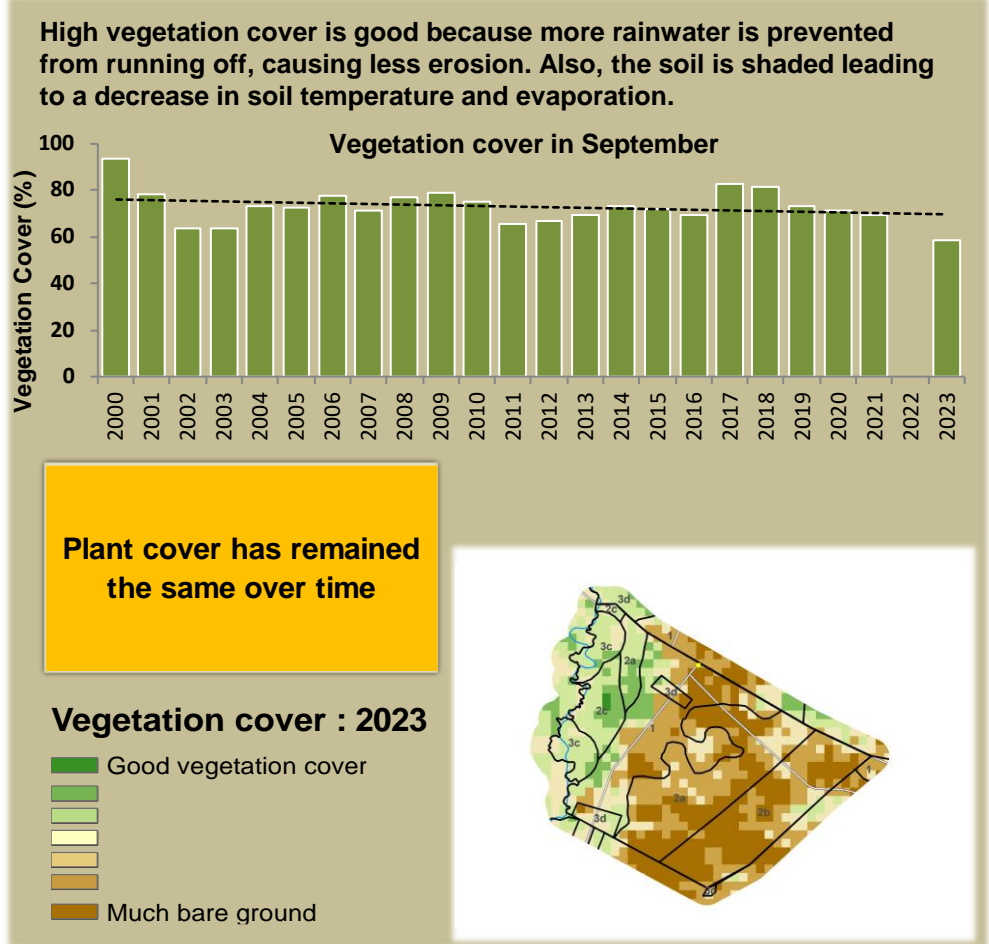 High vegetation cover is good because more rainwater is prevented
from running off, causing less erosion. Also, the soil is shaded leading
to a decrease in soil temperature and evaporation.
Vegetation cover in September
Vegetation Cover (%)
100
80
60
40
20
0
2000 2001 2002 2003 2004 2005 2006 2007 2008 2009 2010 2011 2012 2013 2014 2015 2016 2017 2018 2019 2020 2021 2022 2023
Plant cover has remained
the same over time
Vegetation cover : 2023
Good vegetation cover
Much bare ground
3d
2c
1
3c
2a
3d
2c
1
3c
2a
2b
1
3d